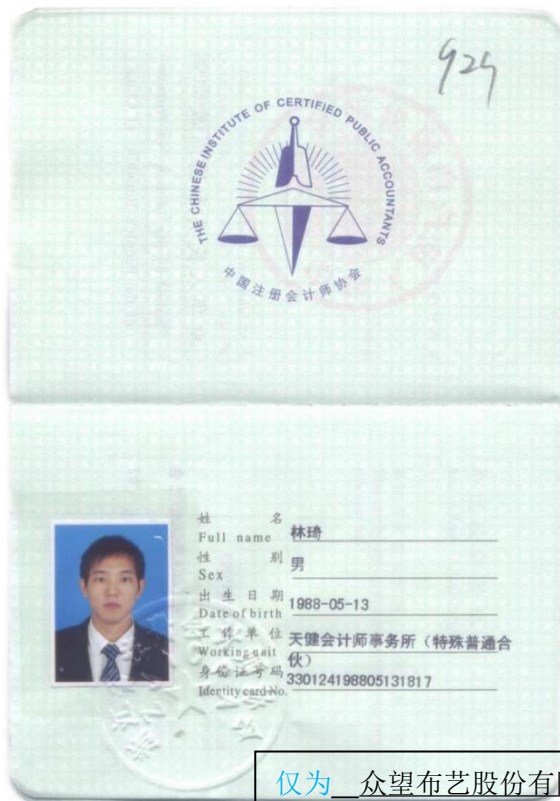 924
THE CHINESE INSTITUTE OF CERTIFIED PUBLIC ACCOUNTANTS
中国注册会计师协会
姓 名
Full name 林琦
性 别
Sex 男
出 生 日 期
Date of birth 1988-05-13
工 作 单 位
Working unit 天健会计师事务所（特殊普通合
伙）
身份证号码
Identity card No. 330124198805131817
仅为 众望布艺股份有